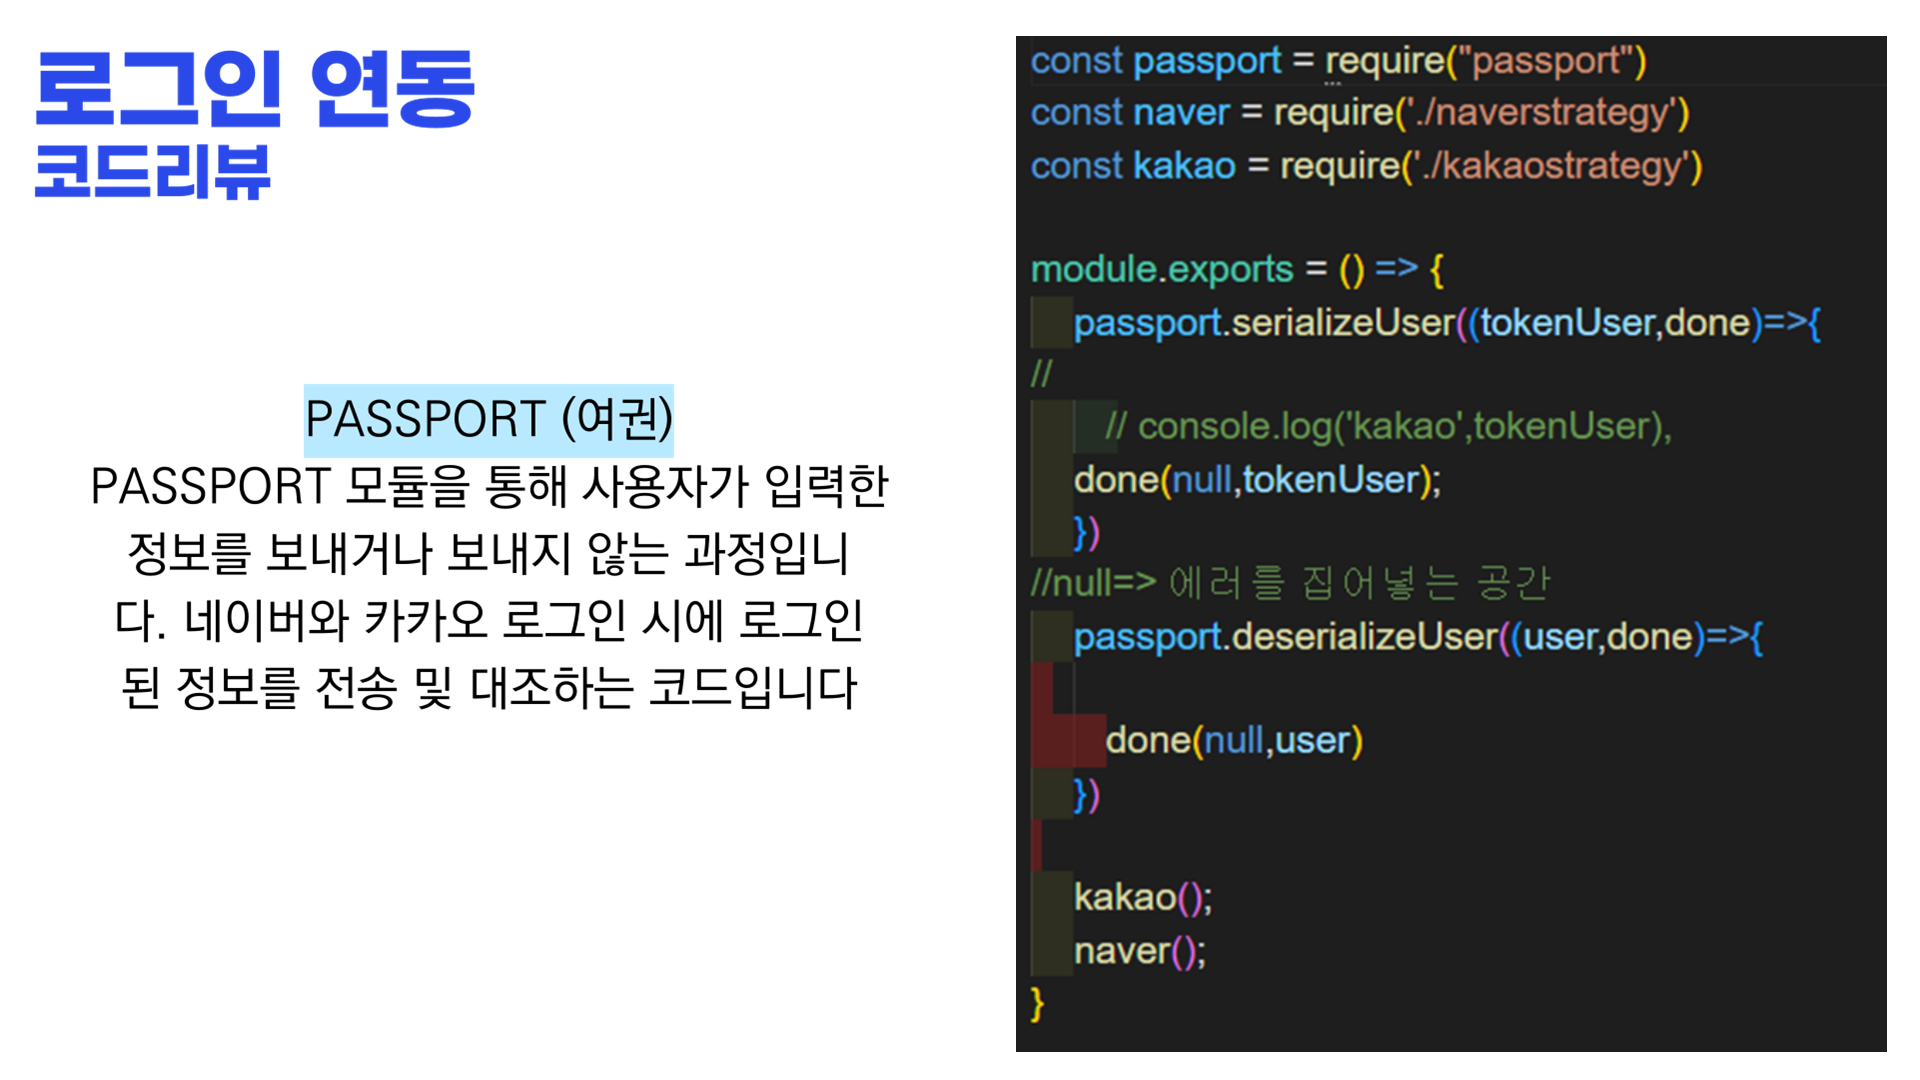 로그인 연동
코드리뷰
PASSPORT (여권)
PASSPORT 모듈을 통해 사용자가 입력한
정보를 보내거나 보내지 않는 과정입니
다. 네이버와 카카오 로그인 시에 로그인
된 정보를 전송 및 대조하는 코드입니다
const passport = require("passport")
const naver = require('./naverstrategy')
const kakao = require('./kakaostrategy')
module.exports = () => {
passport.serializeUser((tokenUser,done)=>{
//
// console.log('kakao',tokenUser),
done(null,tokenUser);
})
//null=> 에러를 집어넣는 공간
passport.deserializeUser((user,done)=>{
done(null,user)
})
kakao();
naver();
}